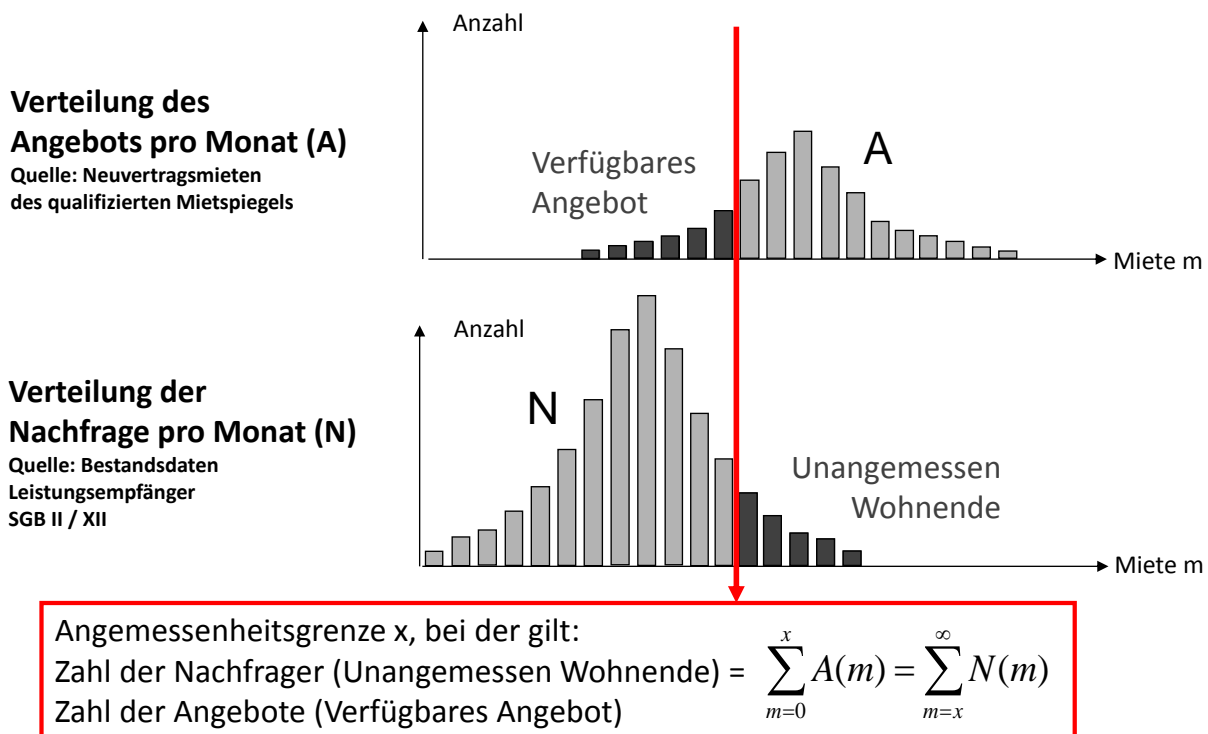 Anzahl
Verteilung des
Angebots pro Monat (A)
Quelle: Neuvertragsmieten
des qualifizierten Mietspiegels
Verfügbares
Angebot
A
Miete m
Anzahl
Verteilung der
Nachfrage pro Monat (N)
Quelle: Bestandsdaten
Leistungsempfänger
SGB II / XII
N
Unangemessen
Wohnende
Miete m
Angemessenheitsgrenze x, bei der gilt:
Zahl der Nachfrager (Unangemessen Wohnende) =
Zahl der Angebote (Verfügbares Angebot)
x ∞
∑ A(m) = ∑ N(m)
m=0 m=x